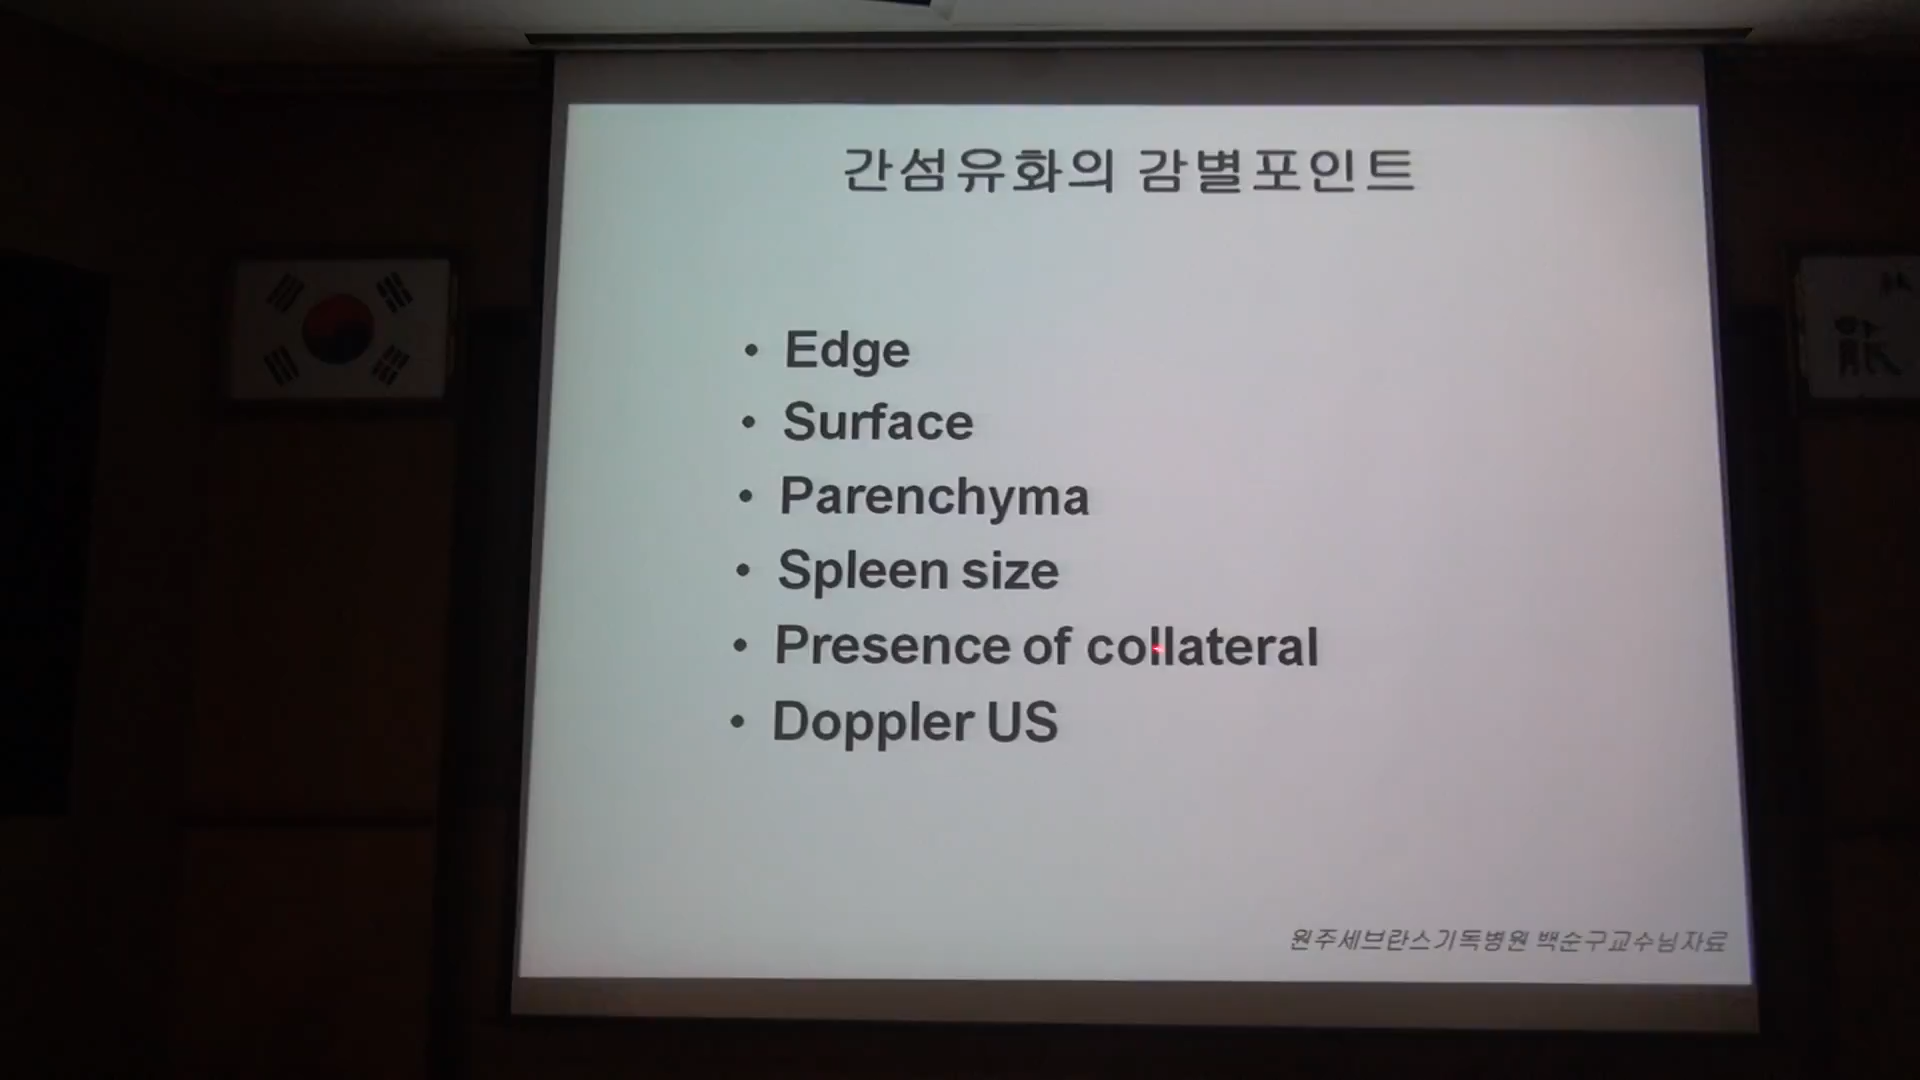 간섬유화의 감별포인트
• Edge
• Surface
• Parenchyma
• Spleen size
• Presence of collateral
• Doppler US
원주세브란스기독병원 백순구교수님자료